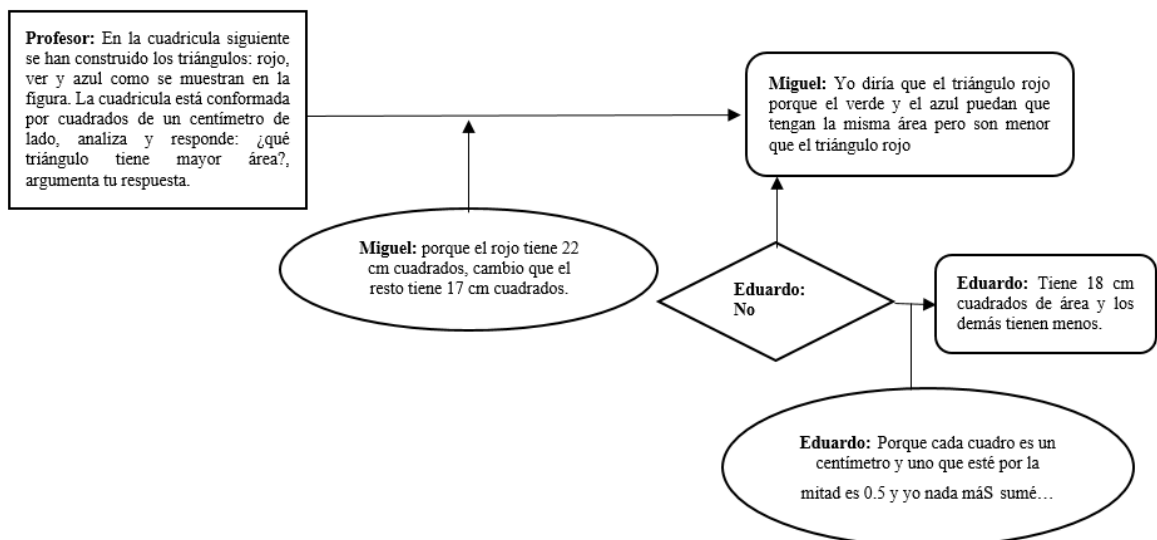 Profesor: En la cuadricula siguiente
se han construido los triángulos: rojo,
ver y azul como se muestran en la
figura. La cuadricula está conformada
por cuadrados de un centímetro de
lado, analiza y responde: ¿qué
triángulo tiene mayor área?,
argumenta tu respuesta.
Miguel: Yo diría que el triángulo rojo
porque el verde y el azul puedan que
tengan la misma área pero son menor
que el triángulo rojo
Miguel: porque el rojo tiene 22
cm cuadrados, cambio que el
resto tiene 17 cm cuadrados.
Eduardo:
No
Eduardo: Tiene 18 cm
cuadrados de área y los
demás tienen menos.
Eduardo: Porque cada cuadro es un
centímetro y uno que esté por la
mitad es 0.5 y yo nada máS sumé…